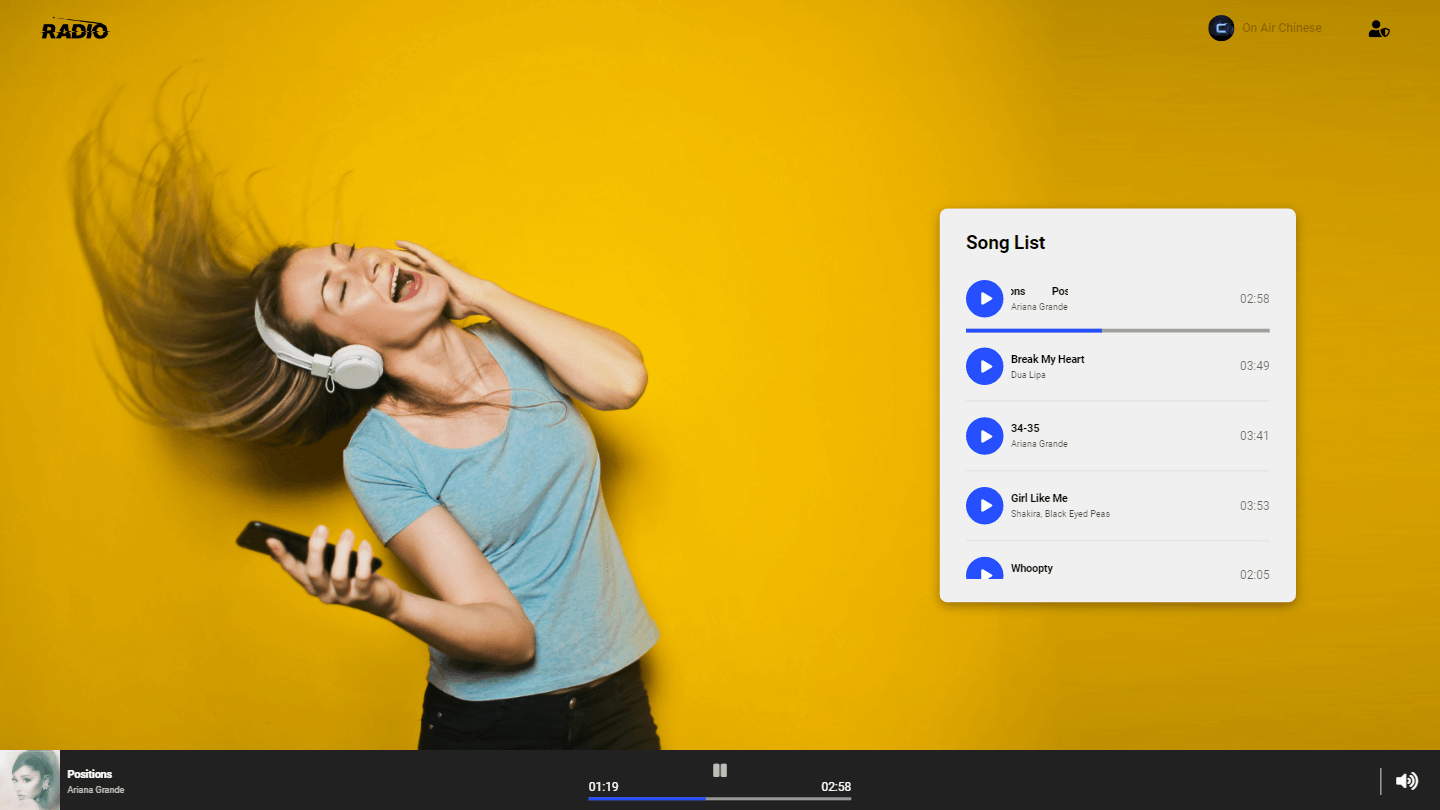 RADIO
On Air Chinese
Song List
ons Pos
Ariana Grande
02:58
Break My Heart
Dua Lipa
03:49
34-35
Ariana Grande
03:41
Girl Like Me
Shakira, Black Eyed Peas
03:53
Whoopty
02:05
Positions
Ariana Grande
01:19
02:58